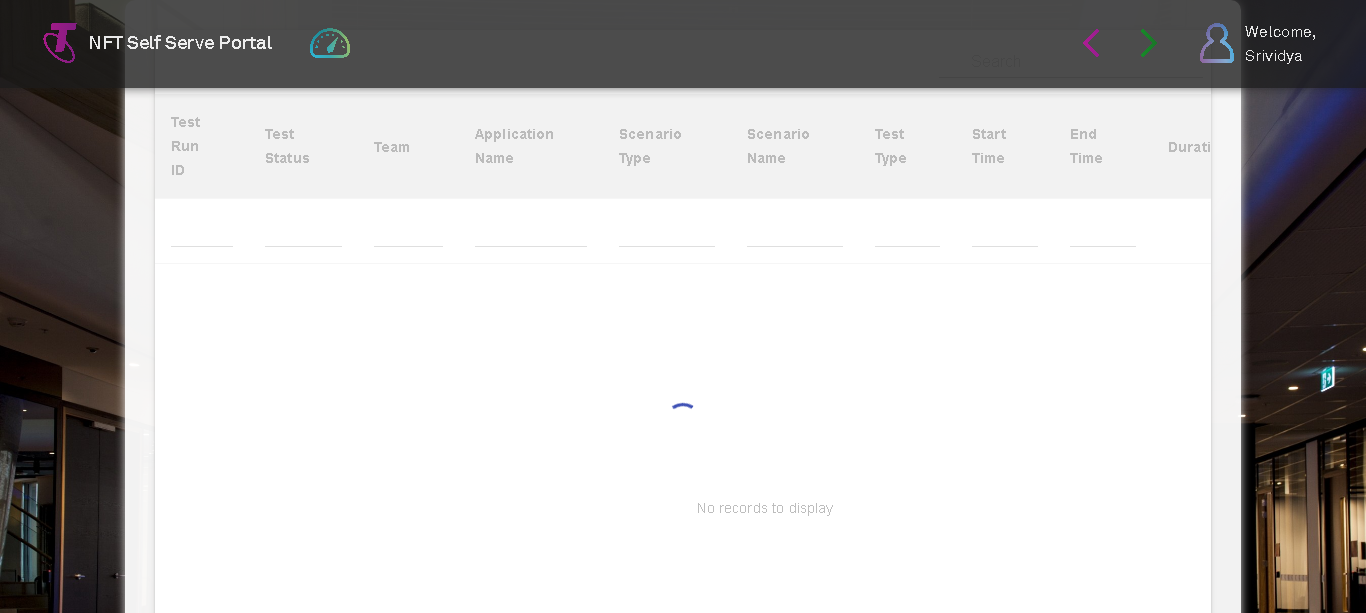 NFT Self Serve Portal
Welcome,
Srividya
Search
Test
Run
ID
Test
Status
Team
Application
Name
Scenario
Type
Scenario
Name
Test
Type
Start
Time
End
Time
Durati
No records to display